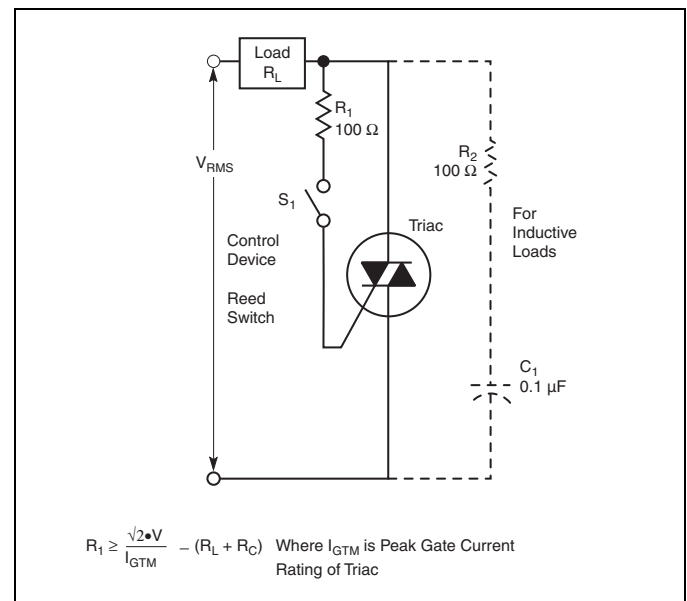 Load
R_L
R_1
100 Ω
V_RMS
R_2
100 Ω
S_1
Triac
For
Inductive
Loads
Control
Device
Reed
Switch
C_1
0.1 µF
R_1 ≥ √2•V / I_GTM – (R_L + R_C) Where I_GTM is Peak Gate Current
Rating of Triac